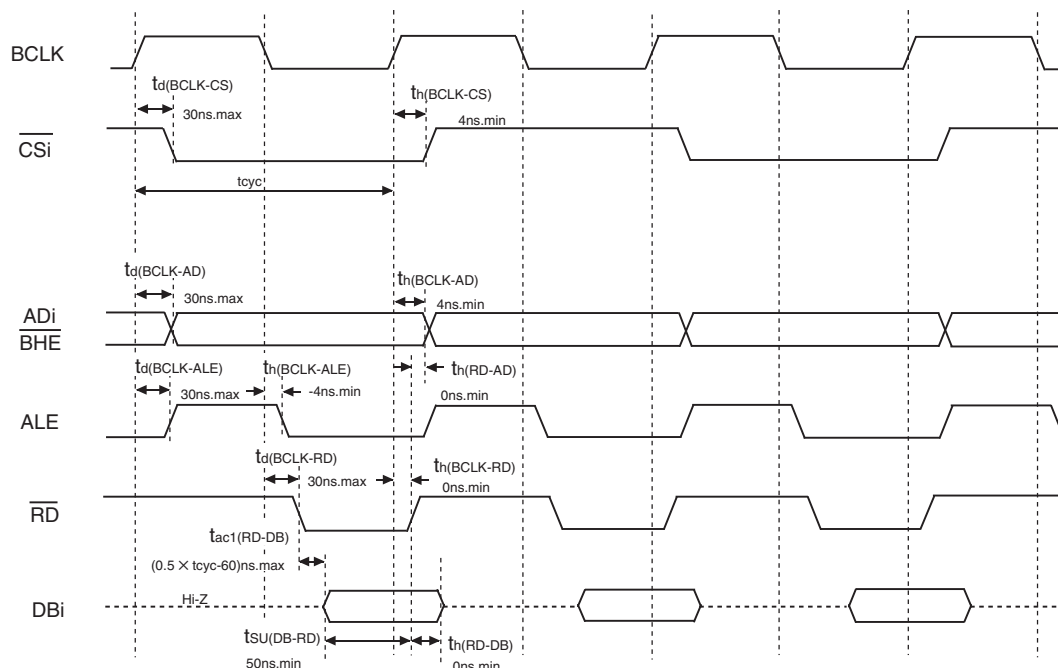 BCLK
td(BCLK-CS)
30ns.max
th(BCLK-CS)
4ns.min
CSi
tcyc
td(BCLK-AD)
30ns.max
th(BCLK-AD)
4ns.min
ADi
BHE
td(BCLK-ALE)
30ns.max
th(BCLK-ALE)
-4ns.min
th(RD-AD)
0ns.min
ALE
td(BCLK-RD)
30ns.max
th(BCLK-RD)
0ns.min
RD
tac1(RD-DB)
(0.5 × tcyc-60)ns.max
DBi
Hi-Z
tSU(DB-RD)
50ns.min
th(RD-DB)
0ns.min